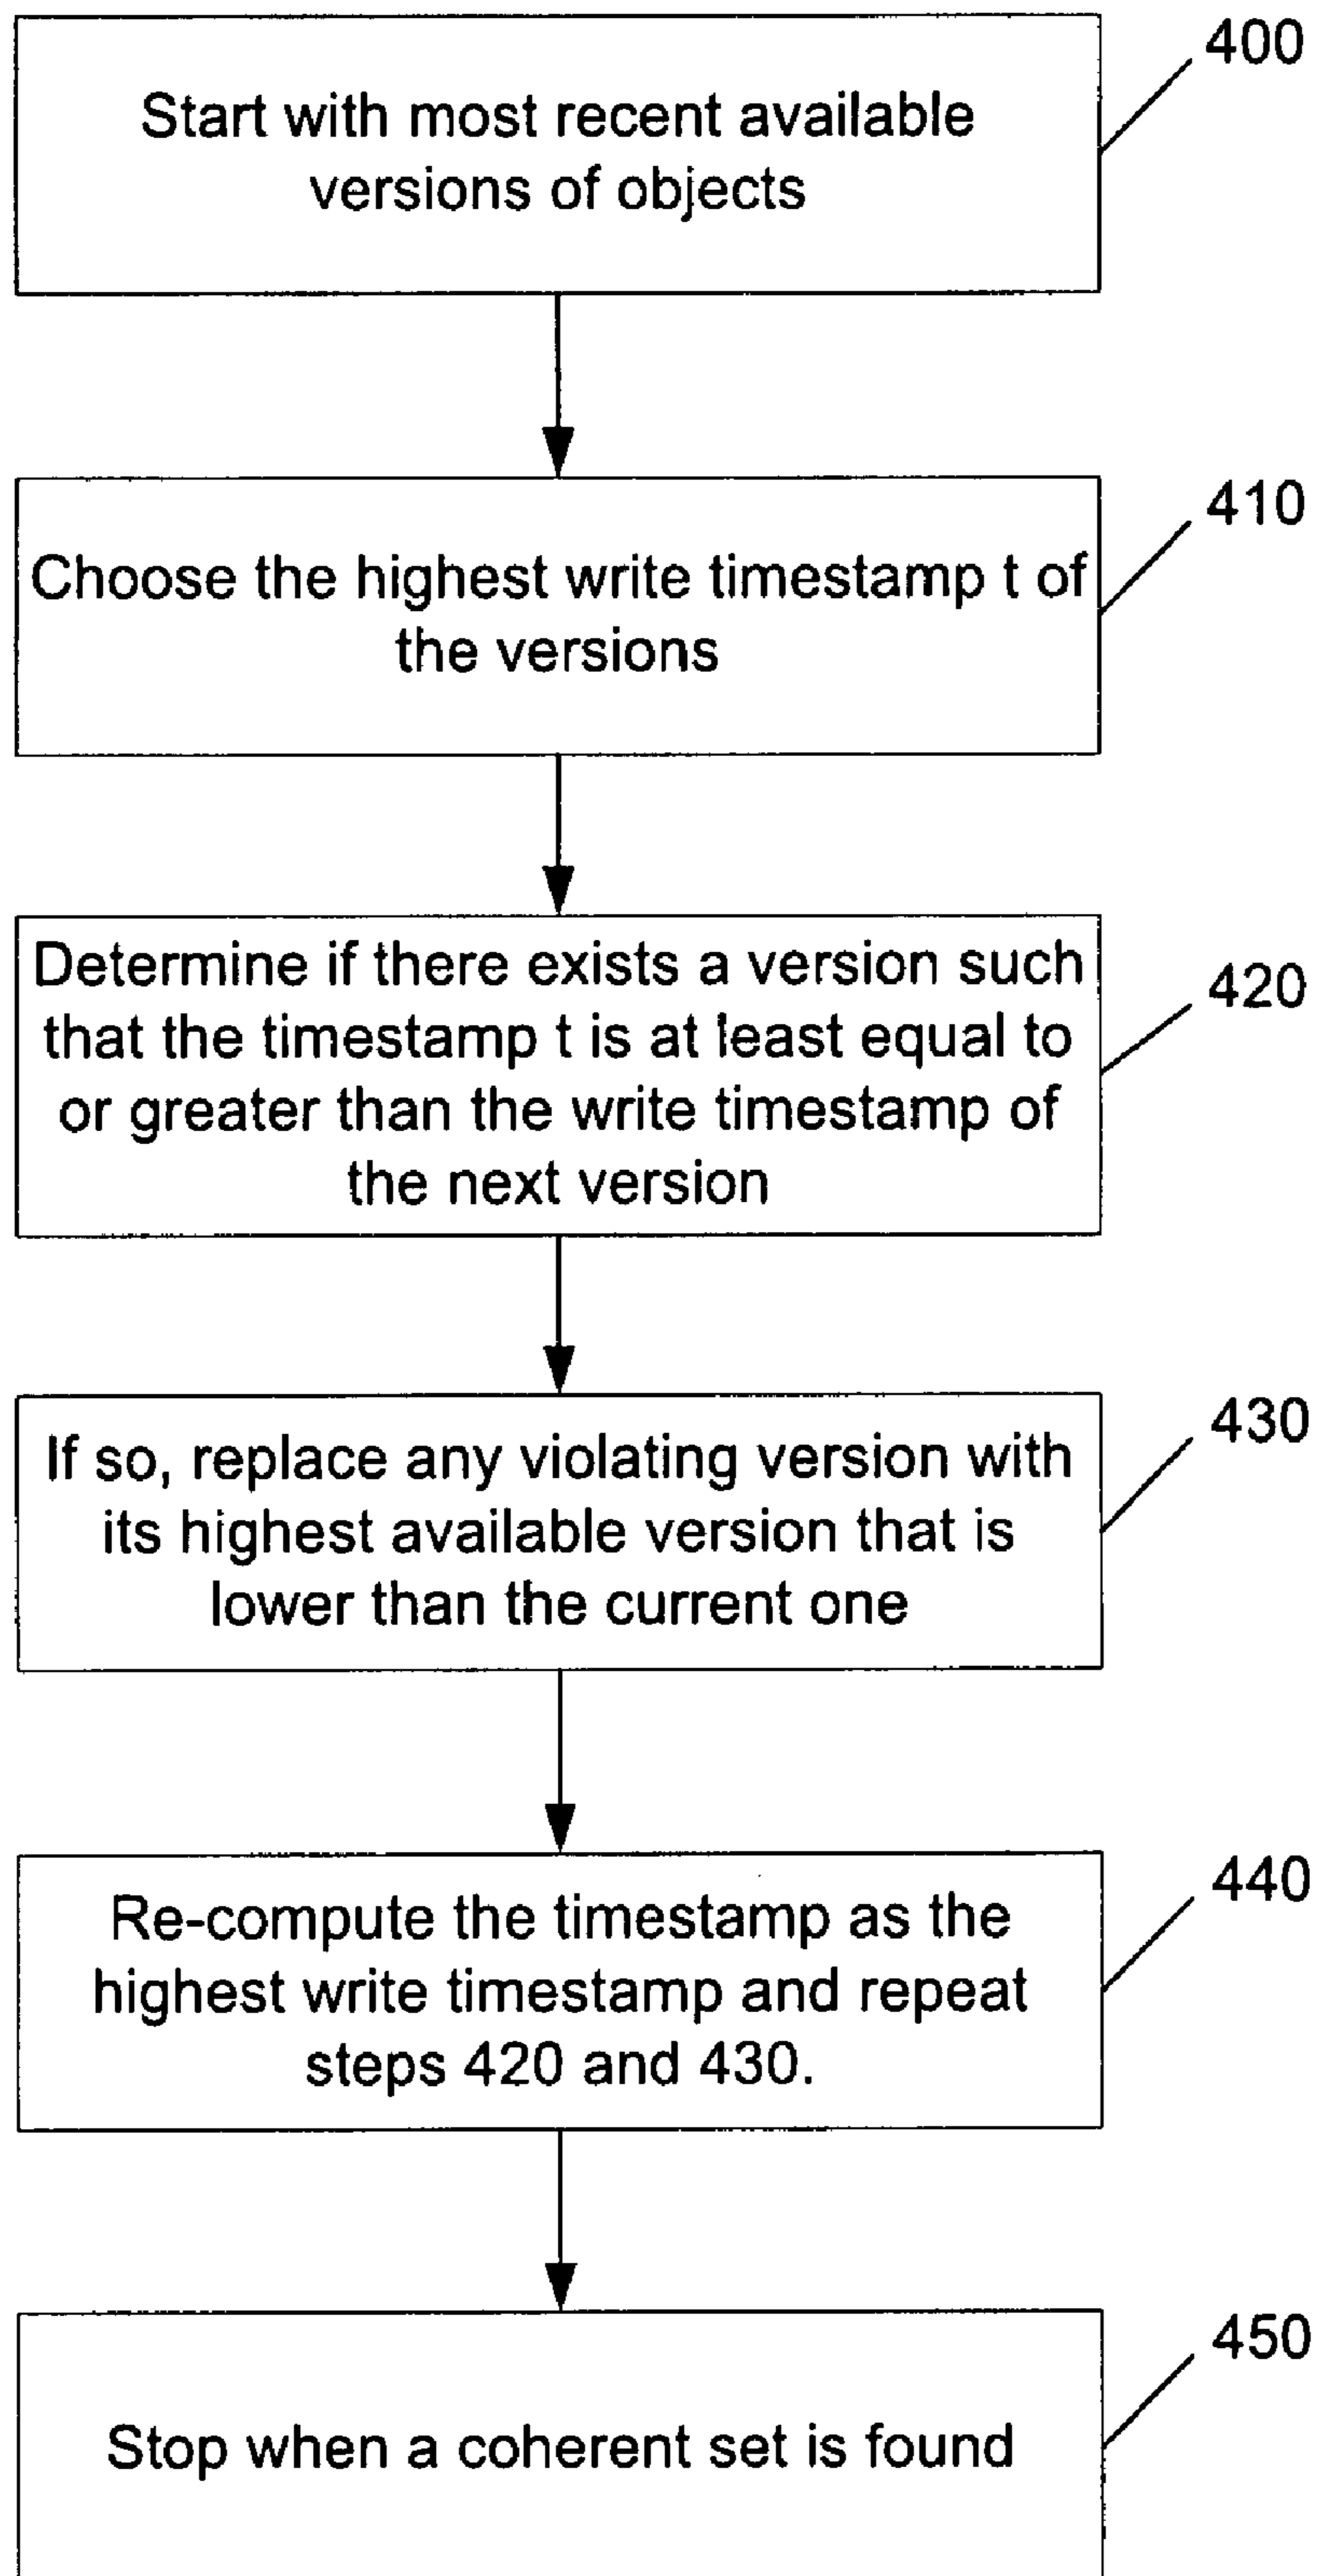 400
Start with most recent available
versions of objects
410
Choose the highest write timestamp t of
the versions
420
Determine if there exists a version such
that the timestamp t is at least equal to
or greater than the write timestamp of
the next version
430
If so, replace any violating version with
its highest available version that is
lower than the current one
440
Re-compute the timestamp as the
highest write timestamp and repeat
steps 420 and 430.
450
Stop when a coherent set is found